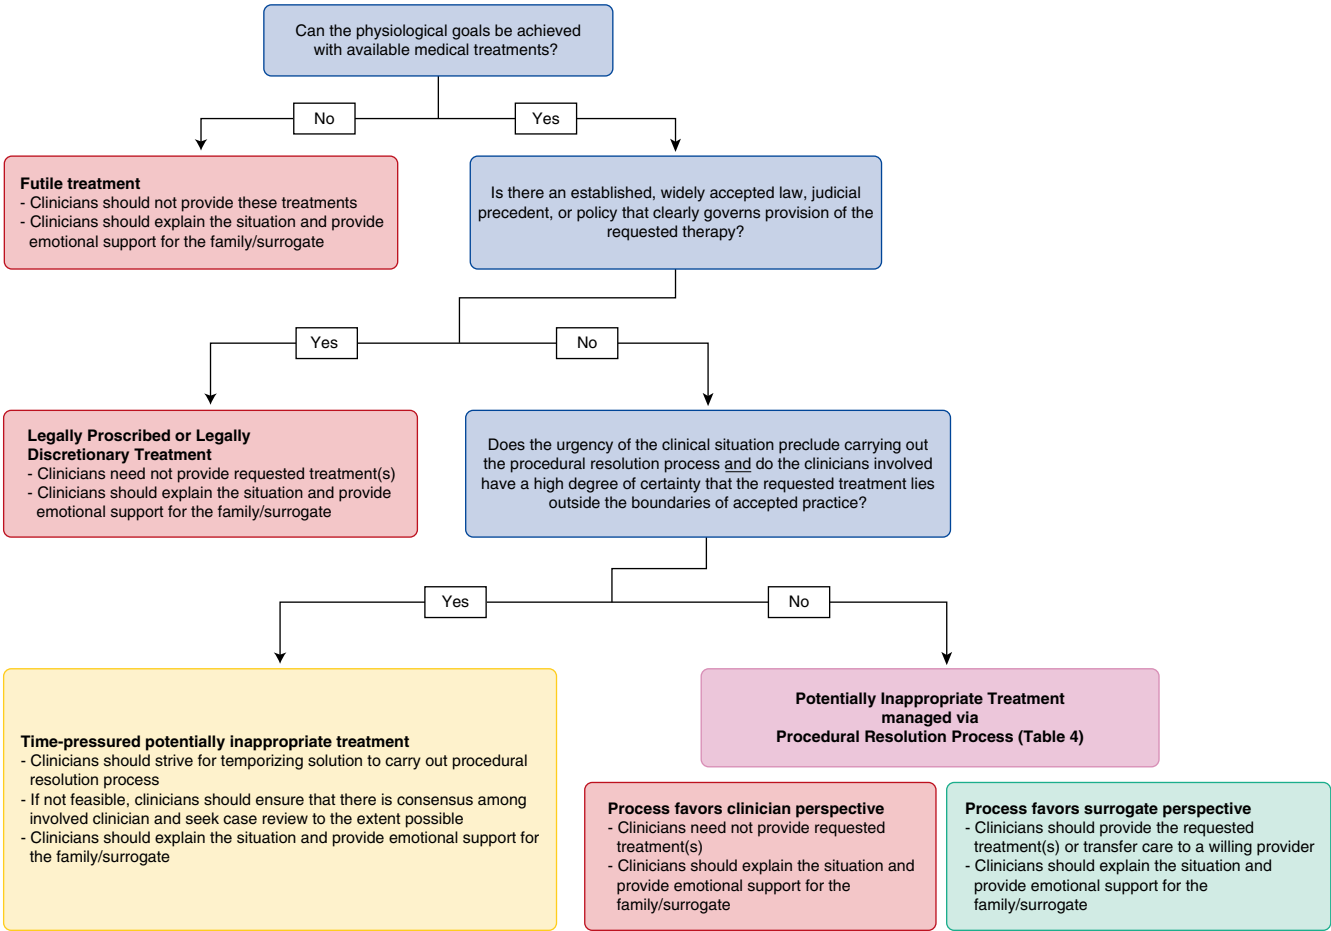 Can the physiological goals be achieved
with available medical treatments?
No
Yes
Futile treatment
- Clinicians should not provide these treatments
- Clinicians should explain the situation and provide
emotional support for the family/surrogate
Is there an established, widely accepted law, judicial
precedent, or policy that clearly governs provision of the
requested therapy?
Yes
No
Legally Proscribed or Legally
Discretionary Treatment
- Clinicians need not provide requested treatment(s)
- Clinicians should explain the situation and provide
emotional support for the family/surrogate
Does the urgency of the clinical situation preclude carrying out
the procedural resolution process and do the clinicians involved
have a high degree of certainty that the requested treatment lies
outside the boundaries of accepted practice?
Yes
No
Time-pressured potentially inappropriate treatment
- Clinicians should strive for temporizing solution to carry out procedural
resolution process
- If not feasible, clinicians should ensure that there is consensus among
involved clinician and seek case review to the extent possible
- Clinicians should explain the situation and provide emotional support for
the family/surrogate
Potentially Inappropriate Treatment
managed via
Procedural Resolution Process (Table 4)
Process favors clinician perspective
- Clinicians need not provide requested
treatment(s)
- Clinicians should explain the situation and
provide emotional support for the
family/surrogate
Process favors surrogate perspective
- Clinicians should provide the requested
treatment(s) or transfer care to a willing provider
- Clinicians should explain the situation and
provide emotional support for the
family/surrogate